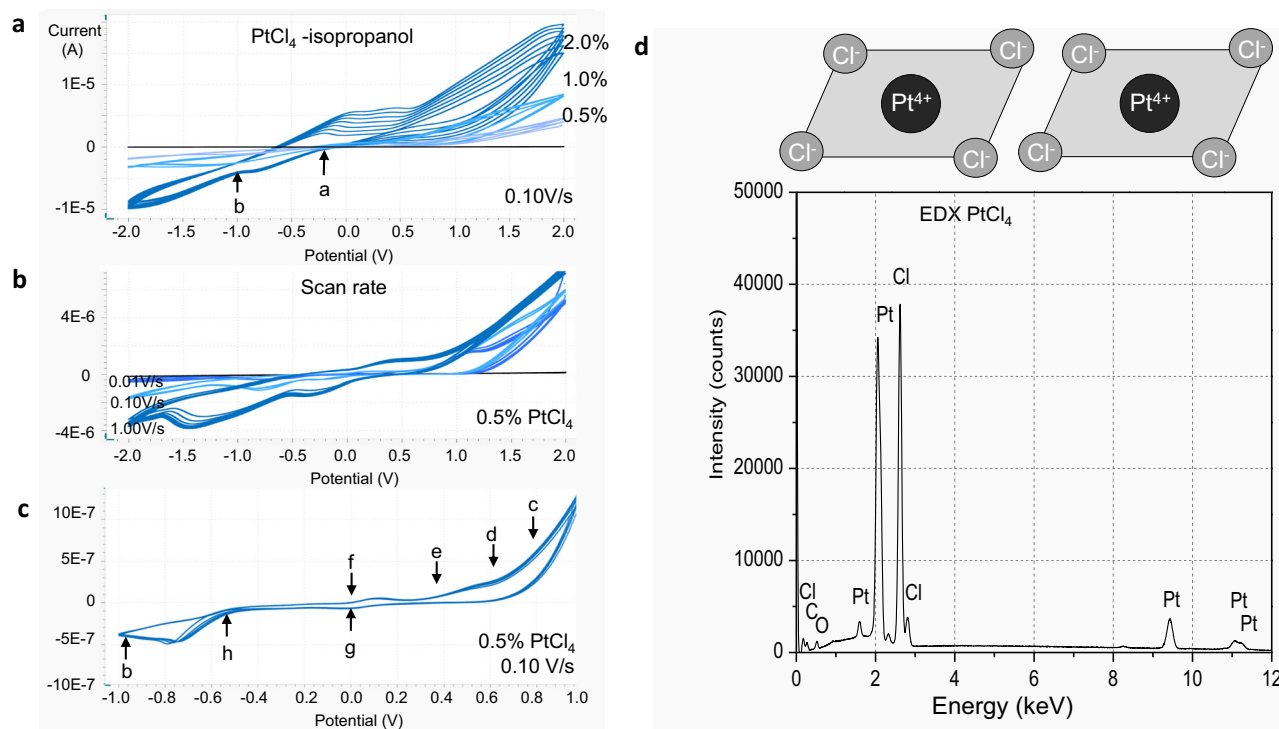 a
Current
(A)
PtCl4 -isopropanol
2.0%
1.0%
0.5%
1E-5
0
-1E-5
b
a
0.10V/s
-2.0 -1.5 -1.0 -0.5 0.0 0.5 1.0 1.5 2.0
Potential (V)
b
Scan rate
4E-6
0
-4E-6
0.01V/s
0.10V/s
1.00V/s
0.5% PtCl4
-2.0 -1.5 -1.0 -0.5 0.0 0.5 1.0 1.5 2.0
Potential (V)
c
10E-7
5E-7
0
-5E-7
-10E-7
b
h
f
g
e
d
c
0.5% PtCl4
0.10 V/s
-1.0 -0.8 -0.6 -0.4 -0.2 0.0 0.2 0.4 0.6 0.8 1.0
Potential (V)
d
Cl- Cl- Cl- Cl-
Pt4+ Pt4+
Cl- Cl- Cl- Cl-
EDX PtCl4
50000
40000
30000
20000
10000
0
Intensity (counts)
Cl
Pt
Cl
C
O
Pt
Cl
Pt
Pt
Pt
0 2 4 6 8 10 12
Energy (keV)